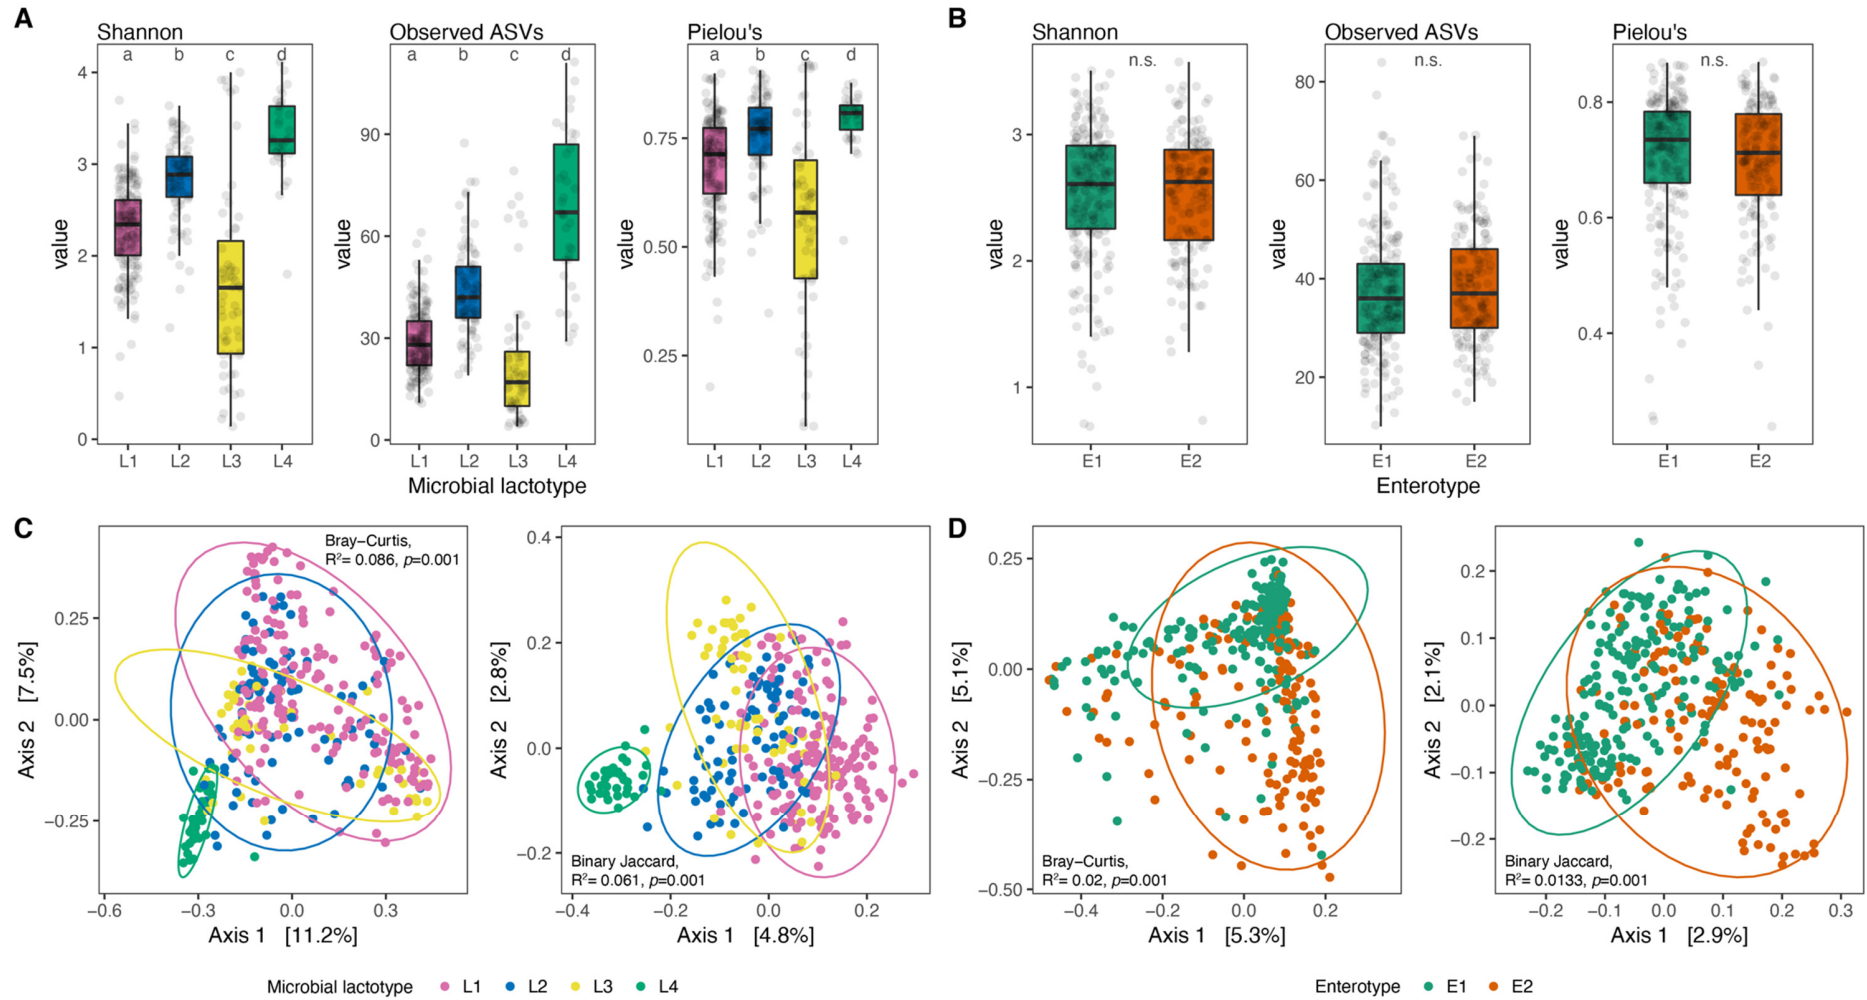 A
Shannon
Observed ASVs
Pielou's
a b c d
a b c d
a b c d
value
4
3
2
1
0
value
90
60
30
0
value
0.75
0.50
0.25
L1 L2 L3 L4
L1 L2 L3 L4
L1 L2 L3 L4
Microbial lactotype
B
Shannon
Observed ASVs
Pielou's
n.s.
n.s.
n.s.
value
3
2
1
value
80
60
40
20
value
0.8
0.6
0.4
E1 E2
E1 E2
E1 E2
Enterotype
C
Bray−Curtis,
R²= 0.086, p=0.001
Axis 2 [7.5%]
0.25
0.00
−0.25
−0.6 −0.3 0.0 0.3
Axis 1 [11.2%]
Axis 2 [2.8%]
0.4
0.2
0.0
−0.2
Binary Jaccard,
R²= 0.061, p=0.001
−0.4 −0.2 0.0 0.2
Axis 1 [4.8%]
Microbial lactotype L1 L2 L3 L4
D
Axis 2 [5.1%]
0.25
0.00
−0.25
−0.50
Bray−Curtis,
R²= 0.02, p=0.001
−0.4 −0.2 0.0 0.2
Axis 1 [5.3%]
Axis 2 [2.1%]
0.2
0.1
0.0
−0.1
−0.2
Binary Jaccard,
R²= 0.0133, p=0.001
−0.2 −0.1 0.0 0.1 0.2 0.3
Axis 1 [2.9%]
Enterotype E1 E2